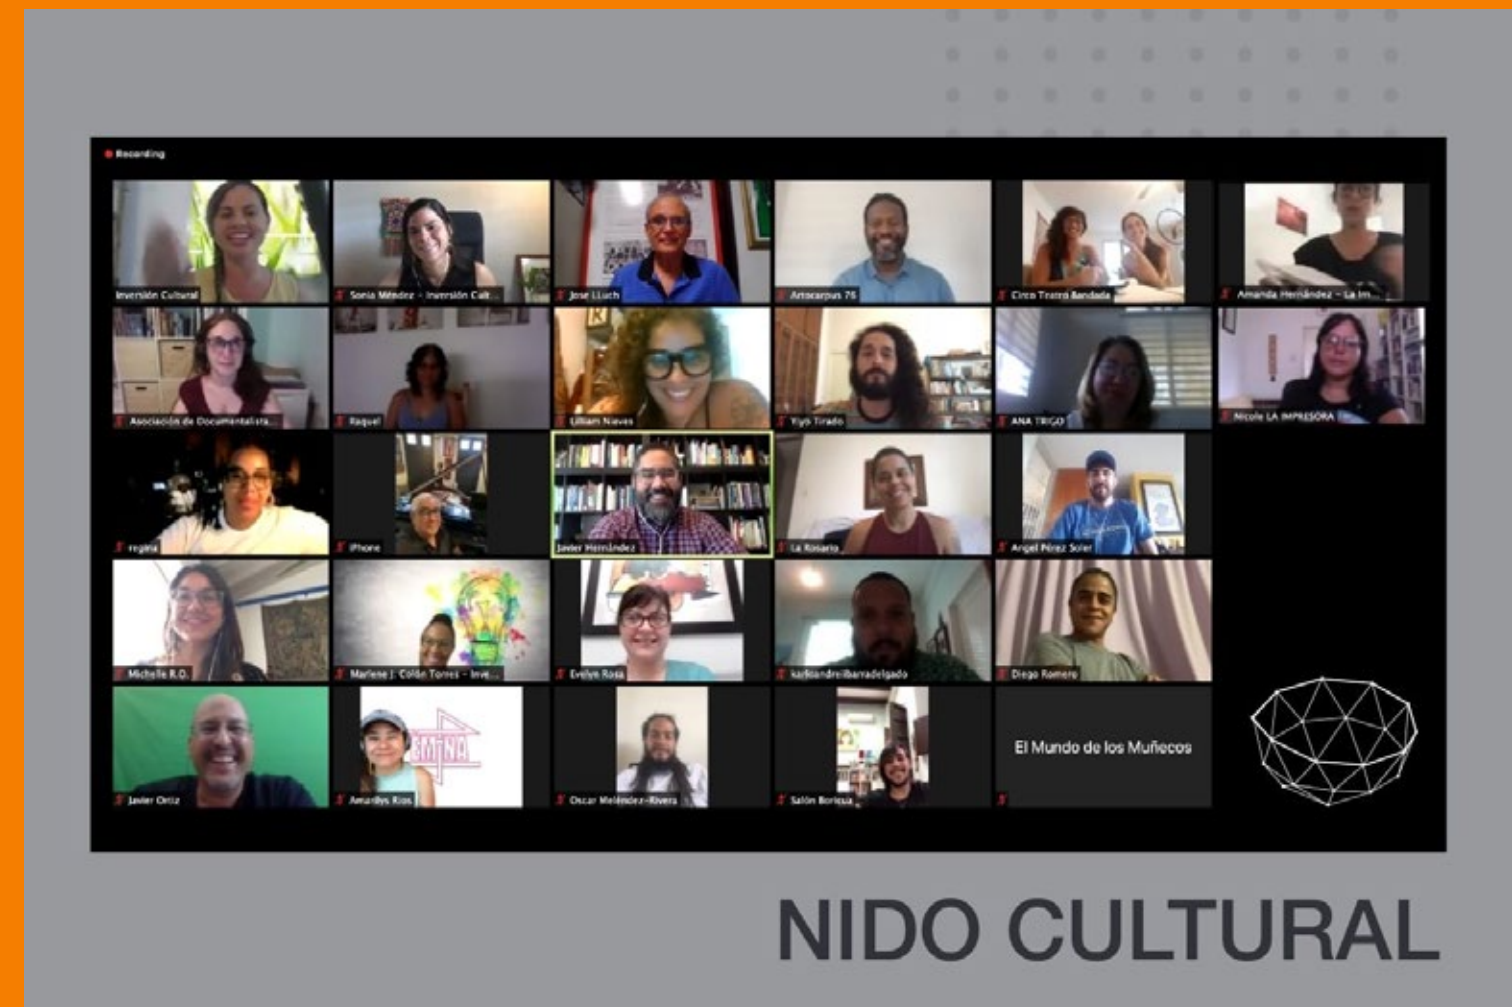 Recording
Inversión Cultural
Sonia Méndez - Inversión Cult...
Jose LLuch
Artocarpus 76
Circo Teatro Bandada
Amanda Hernández - La Im...
Asociación de Documentalista...
Raquel
Lilliam Nieves
Yiyo Tirado
ANA TRIGO
Nicole LA IMPRESORA
regina
iPhone
Javier Hernández
La Rosario
Angel Pérez Soler
Michelle R.O.
Marlene J. Colón Torres - Inve...
Evelyn Rosa
karloandreiibarradelgado
Diego Romero
Javier Ortiz
Amarilys Rios
EMINA
Oscar Meléndez-Rivera
Salón Boricua
El Mundo de los Muñecos
NIDO CULTURAL